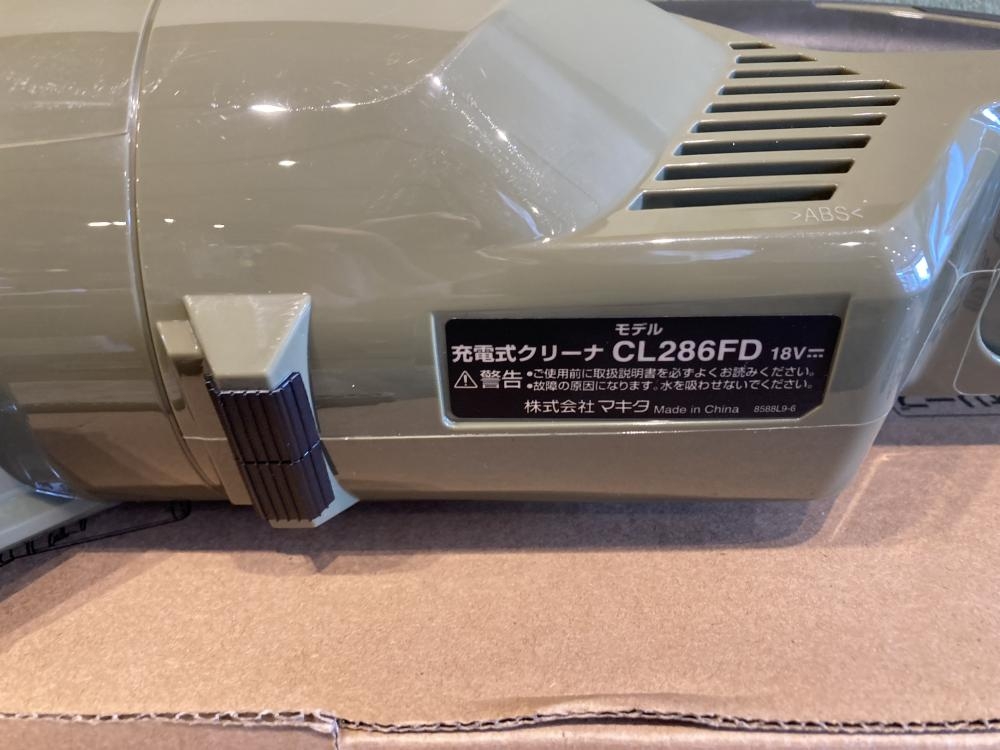 >ABS<
モデル
充電式クリーナ CL286FD 18V⎓
⚠警告 •ご使用前に取扱説明書を必ずよくお読みください。
•故障の原因になります。水を吸わせないでください。
株式会社 マキタ Made in China 8588L9-6